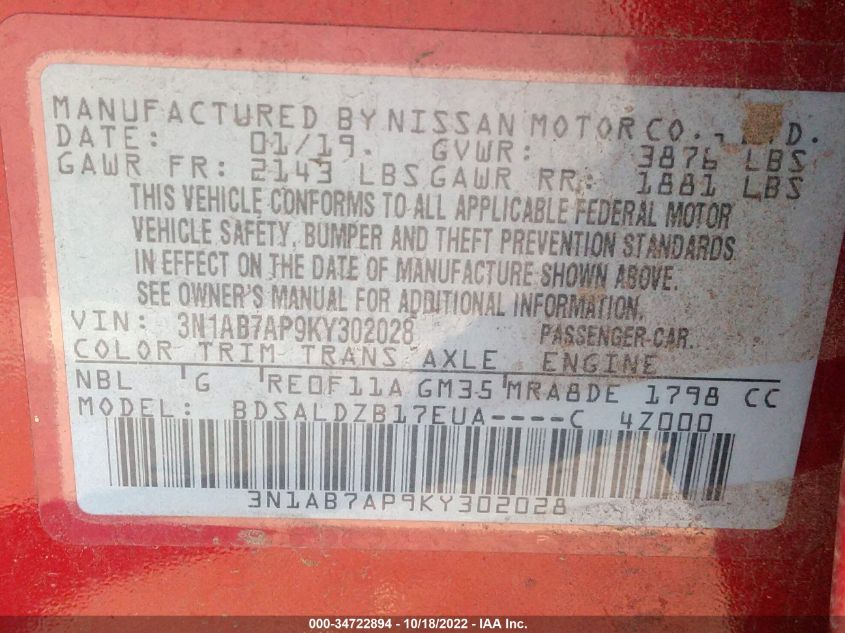 MANUFACTURED BY NISSAN MOTOR CO.,
DATE: 01/19. GVWR: 3876 LBS
GAWR FR: 2143 LBS GAWR RR: 1881 LBS
THIS VEHICLE CONFORMS TO ALL APPLICABLE FEDERAL MOTOR
VEHICLE SAFETY, BUMPER AND THEFT PREVENTION STANDARDS
IN EFFECT ON THE DATE OF MANUFACTURE SHOWN ABOVE.
SEE OWNER'S MANUAL FOR ADDITIONAL INFORMATION.
VIN: 3N1AB7AP9KY302028 PASSENGER-CAR.
COLOR TRIM TRANS AXLE ENGINE
NBL G RE0F11A GM35 MRA8DE 1798 CC
MODEL: BDSALDZB17EUA----C 4Z000
3N1AB7AP9KY302028
000-34722894 - 10/18/2022 - IAA Inc.